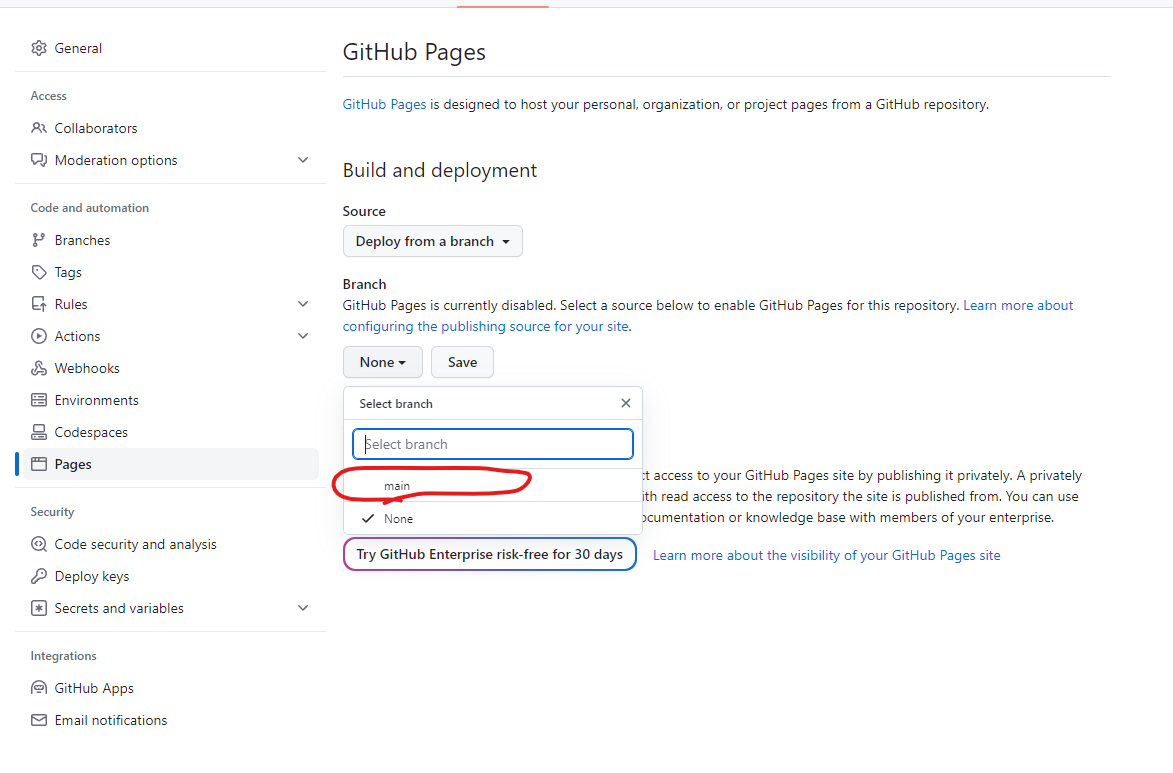 General
Access
Collaborators
Moderation options
Code and automation
Branches
Tags
Rules
Actions
Webhooks
Environments
Codespaces
Pages
Security
Code security and analysis
Deploy keys
Secrets and variables
Integrations
GitHub Apps
Email notifications
GitHub Pages
GitHub Pages is designed to host your personal, organization, or project pages from a GitHub repository.
Build and deployment
Source
Deploy from a branch
Branch
GitHub Pages is currently disabled. Select a source below to enable GitHub Pages for this repository. Learn more about
configuring the publishing source for your site.
None Save
Select branch
Select branch
main
None
access to your GitHub Pages site by publishing it privately. A privately
read access to the repository the site is published from. You can use
or knowledge base with members of your enterprise.
Try GitHub Enterprise risk-free for 30 days Learn more about the visibility of your GitHub Pages site